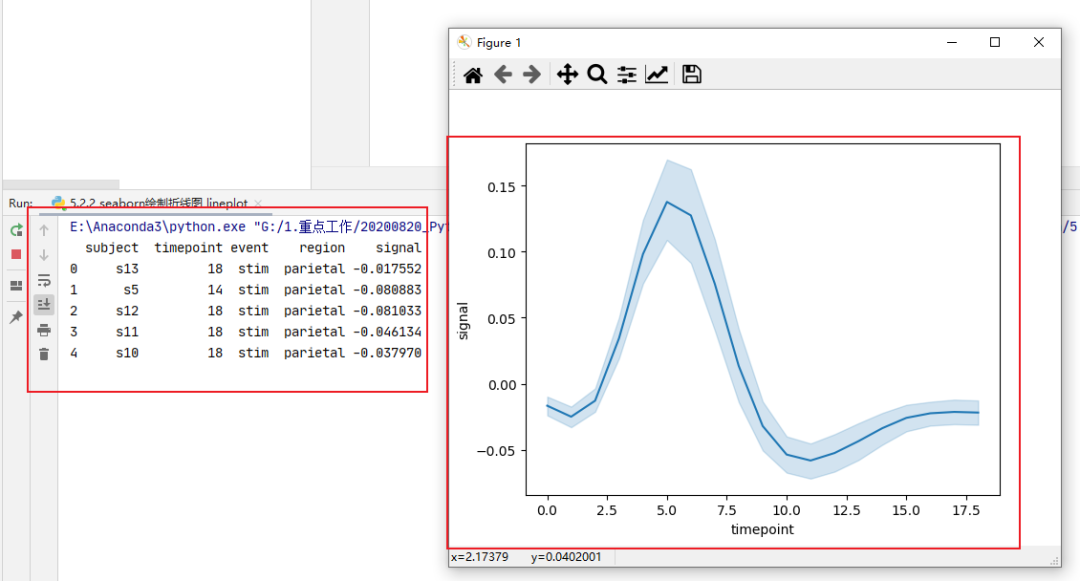 Figure 1
Run:
5.2.2 seaborn绘制折线图 lineplot
E:\Anaconda3\python.exe "G:/1.重点工作/20200820_Pyt
/5
subject timepoint event region signal
0 s13 18 stim parietal -0.017552
1 s5 14 stim parietal -0.080883
2 s12 18 stim parietal -0.081033
3 s11 18 stim parietal -0.046134
4 s10 18 stim parietal -0.037970
0.15
0.10
0.05
0.00
−0.05
signal
0.0 2.5 5.0 7.5 10.0 12.5 15.0 17.5
timepoint
x=2.17379 y=0.0402001